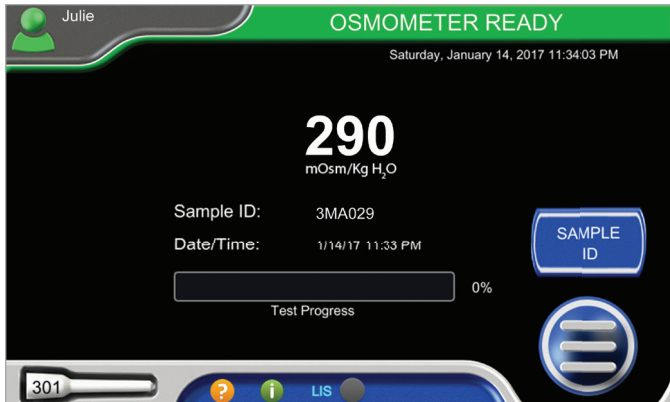 Julie
OSMOMETER READY
Saturday, January 14, 2017 11:34:03 PM
290
mOsm/Kg H₂O
Sample ID: 3MA029
Date/Time: 1/14/17 11:33 PM
SAMPLE
ID
0%
Test Progress
301
?
i
LIS